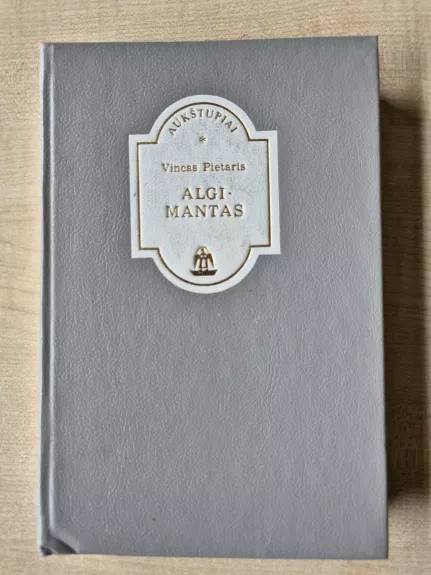 AUKŠTUPIAI
*
Vincas Pietaris
ALGI-
MANTAS